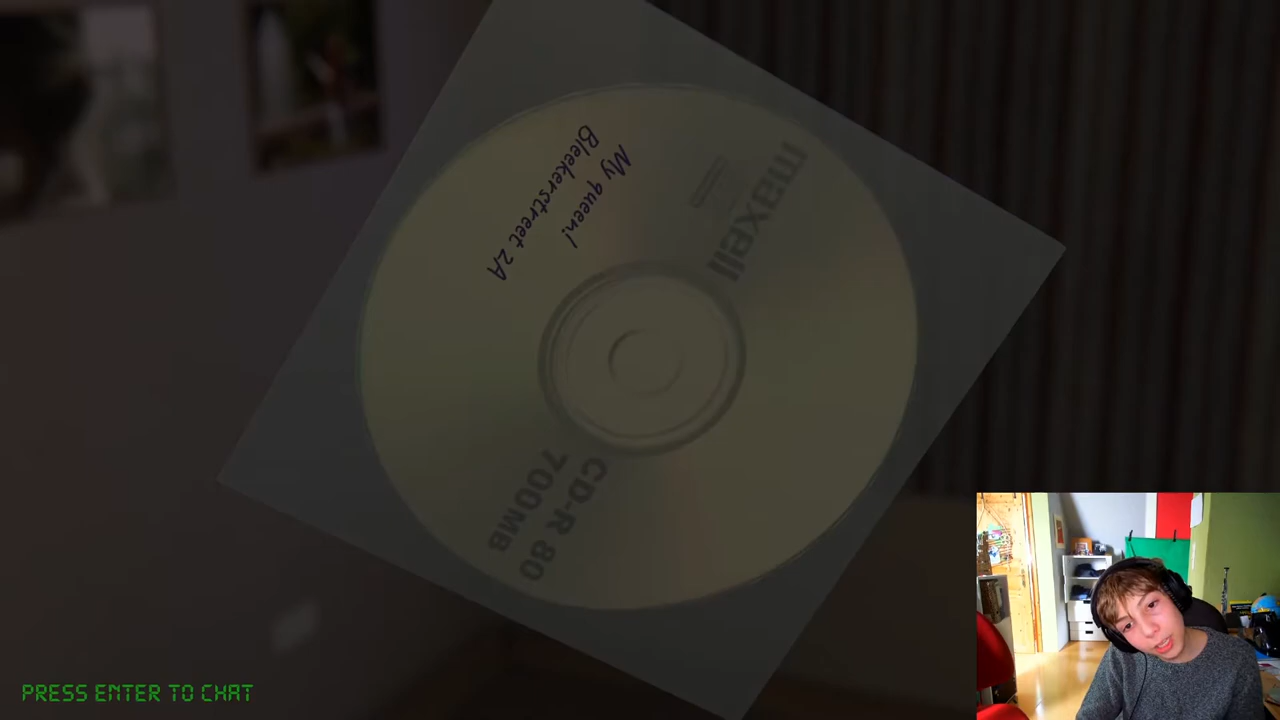 My queen!
Bleekerstreet 2A
maxell
CD-R 80
700MB
PRESS ENTER TO CHAT